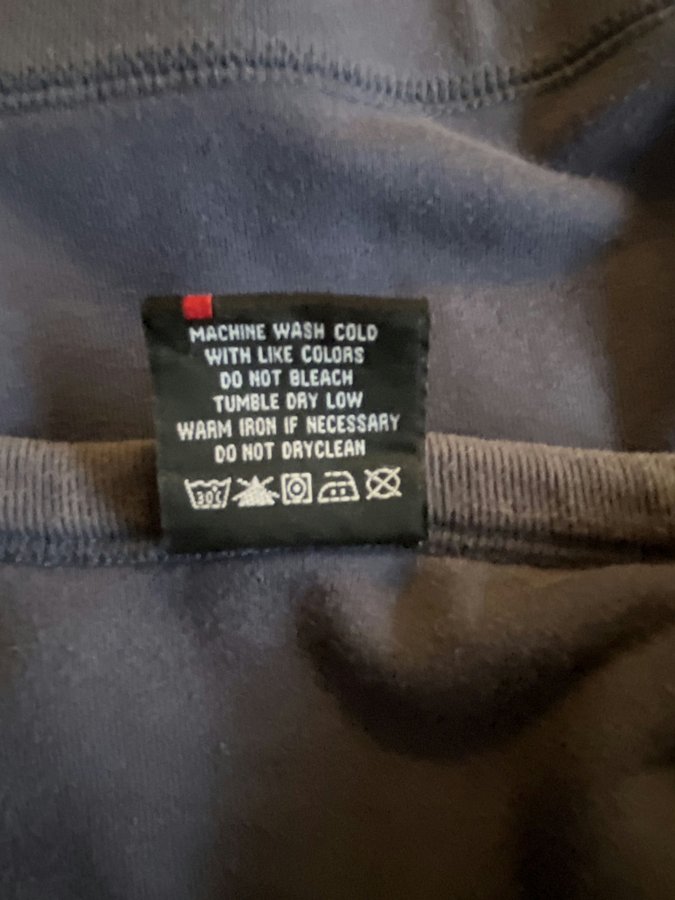 MACHINE WASH COLD
WITH LIKE COLORS
DO NOT BLEACH
TUMBLE DRY LOW
WARM IRON IF NECESSARY
DO NOT DRYCLEAN
30C